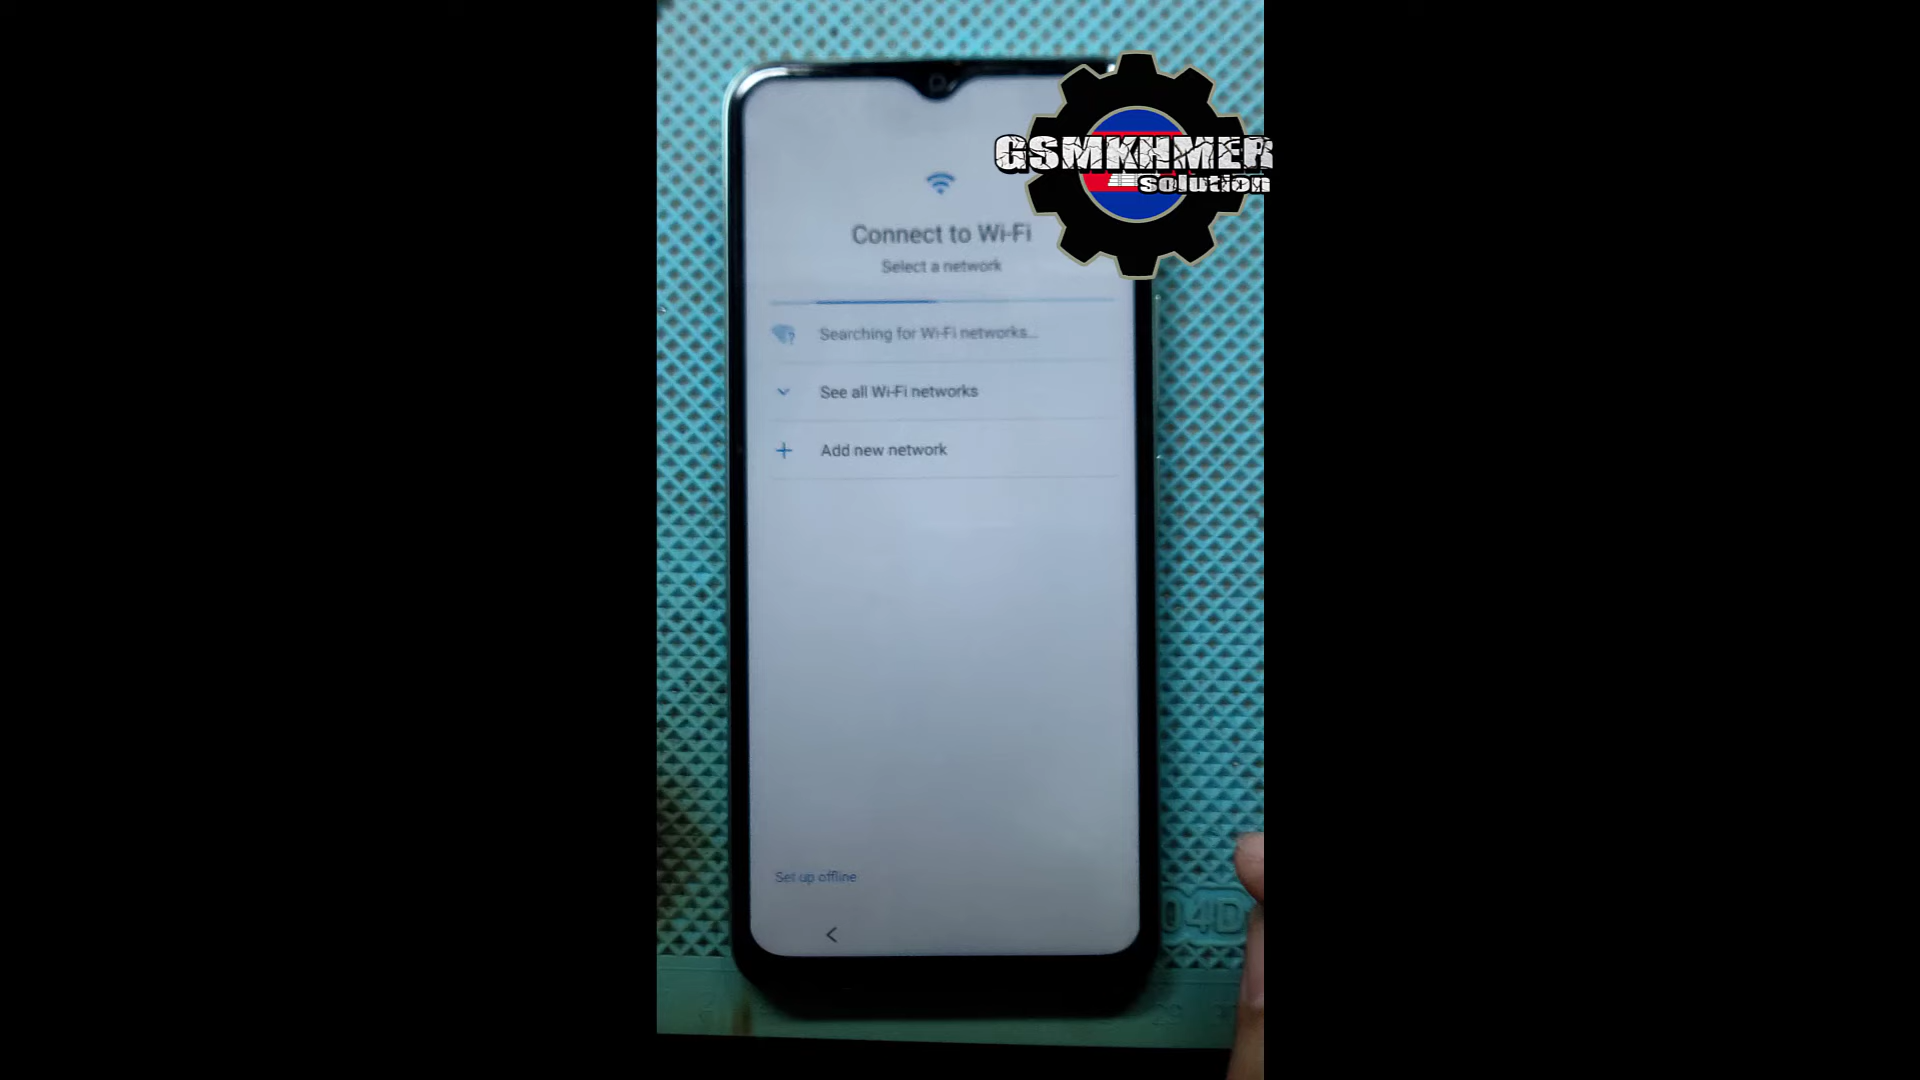 GSMKHMER
solution
Connect to Wi-Fi
Select a network
Searching for Wi-Fi networks...
See all Wi-Fi networks
Add new network
Set up offline
04D